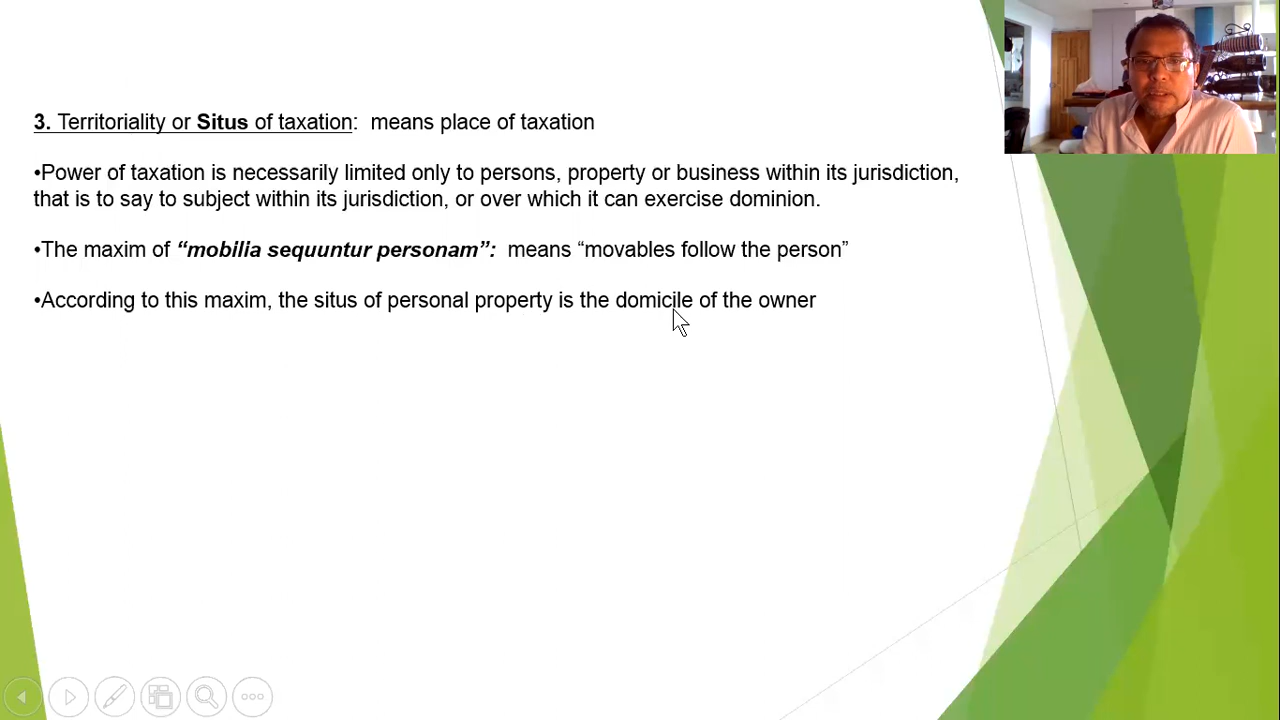 3. Territoriality or Situs of taxation:  means place of taxation
•Power of taxation is necessarily limited only to persons, property or business within its jurisdiction,
that is to say to subject within its jurisdiction, or over which it can exercise dominion.
•The maxim of “mobilia sequuntur personam”:  means “movables follow the person”
•According to this maxim, the situs of personal property is the domicile of the owner